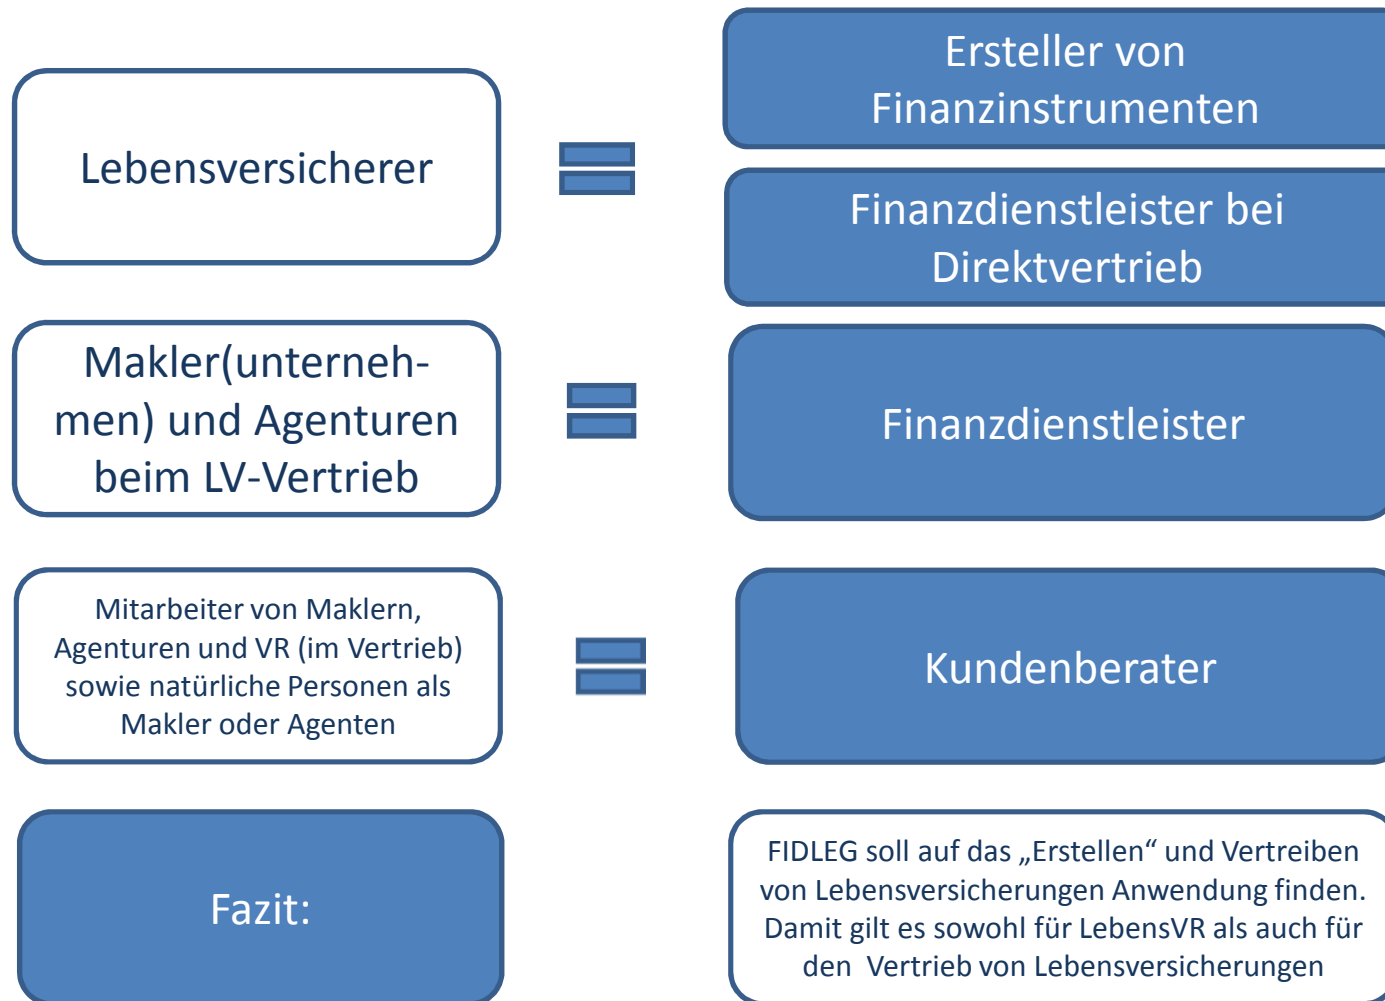 Lebensversicherer
Ersteller von
Finanzinstrumenten
Finanzdienstleister bei
Direktvertrieb
Makler(unterneh-
men) und Agenturen
beim LV-Vertrieb
Finanzdienstleister
Mitarbeiter von Maklern,
Agenturen und VR (im Vertrieb)
sowie natürliche Personen als
Makler oder Agenten
Kundenberater
Fazit:
FIDLEG soll auf das „Erstellen“ und Vertreiben
von Lebensversicherungen Anwendung finden.
Damit gilt es sowohl für LebensVR als auch für
den Vertrieb von Lebensversicherungen